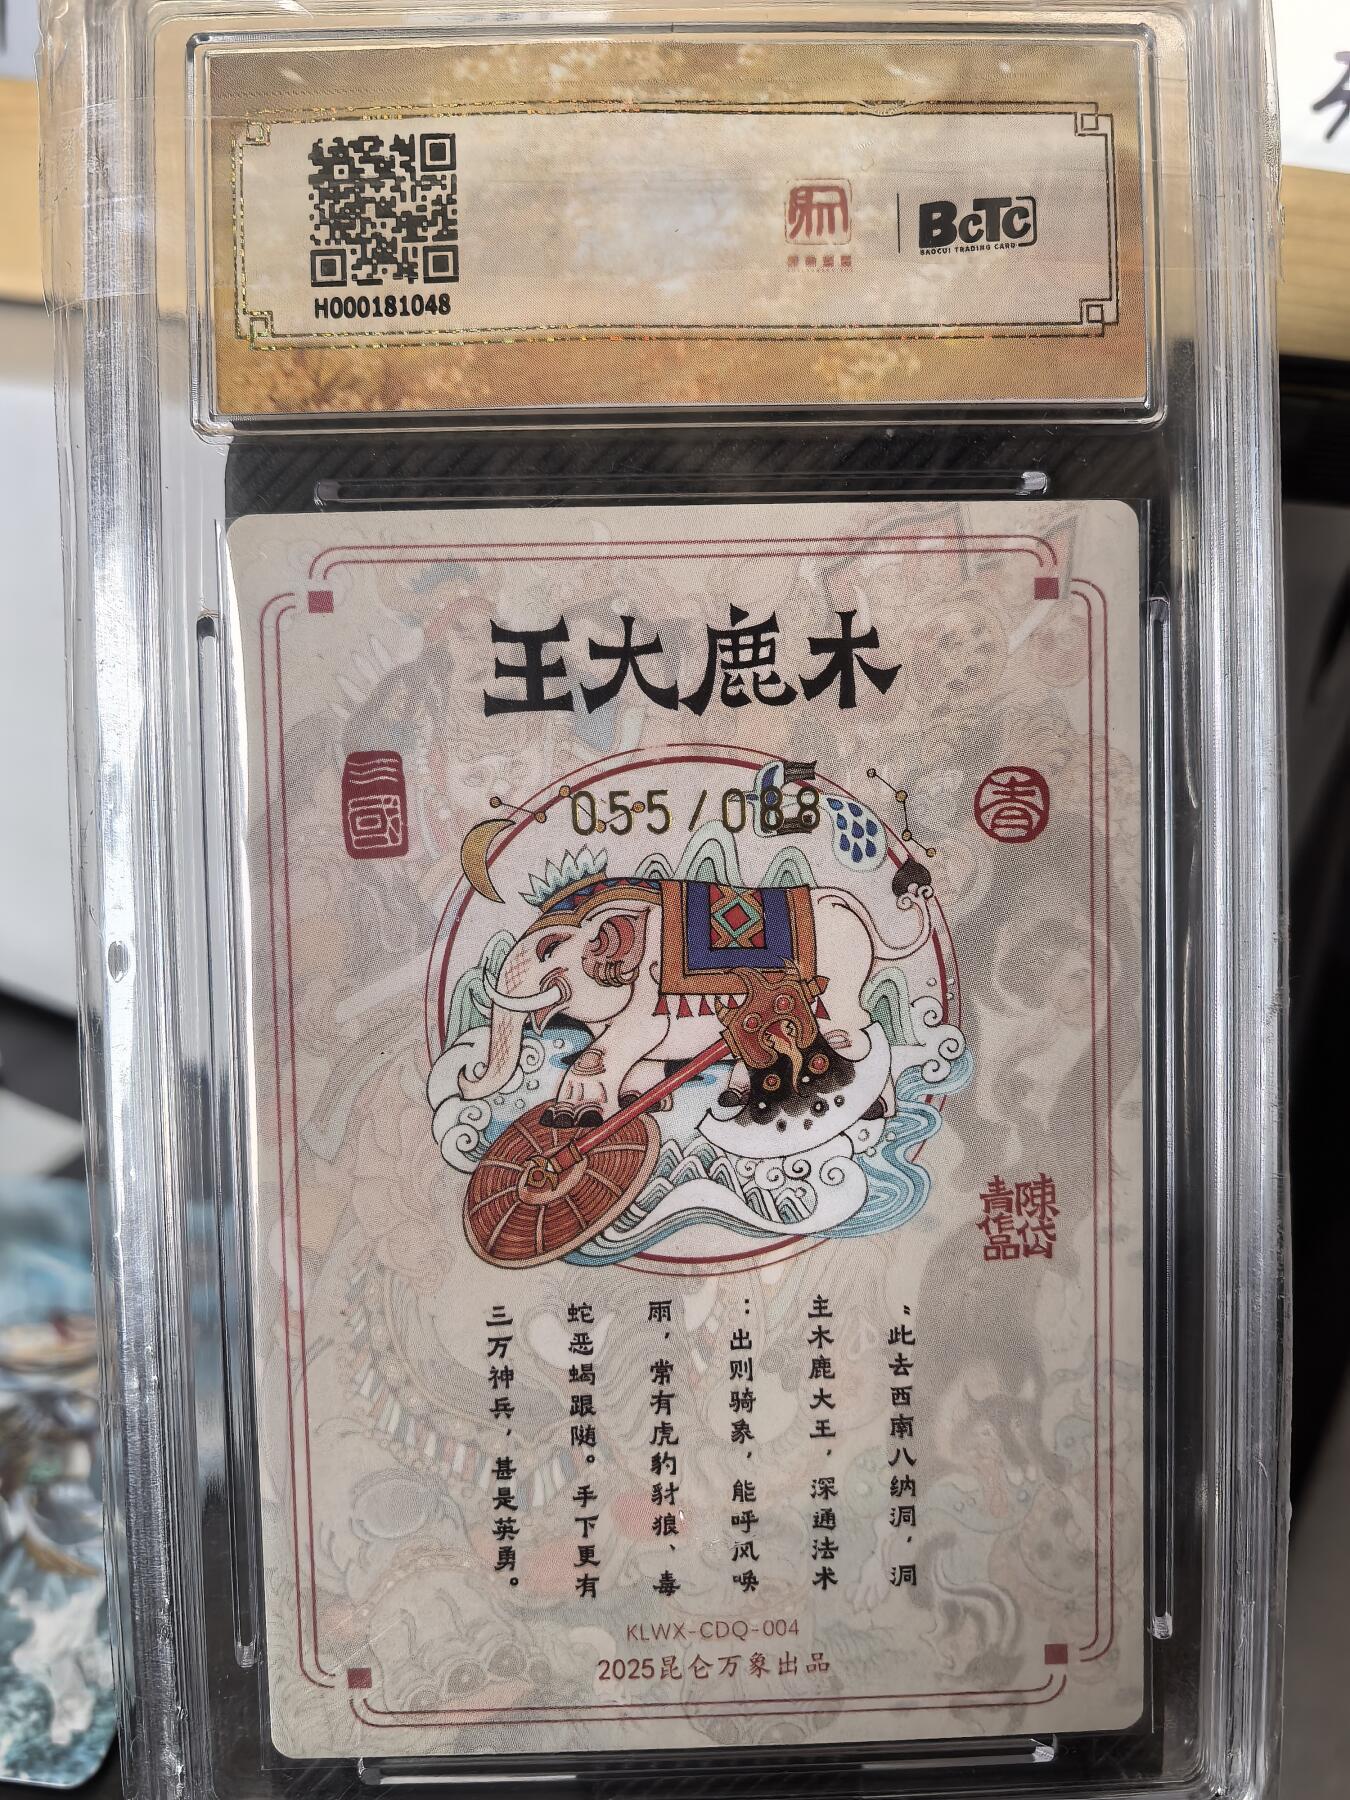 H000181048
BCTC
BAOCUI TRADING CARD
王大鹿木
三國
青
055/088
陳岱
青作品
“此去西南八纳洞，洞
主木鹿大王，深通法术
：出则骑象，能呼风唤
雨，常有虎豹豺狼、毒
蛇恶蝎跟随。手下更有
三万神兵，甚是英勇。
KLWX-CDQ-004
2025昆仑万象出品